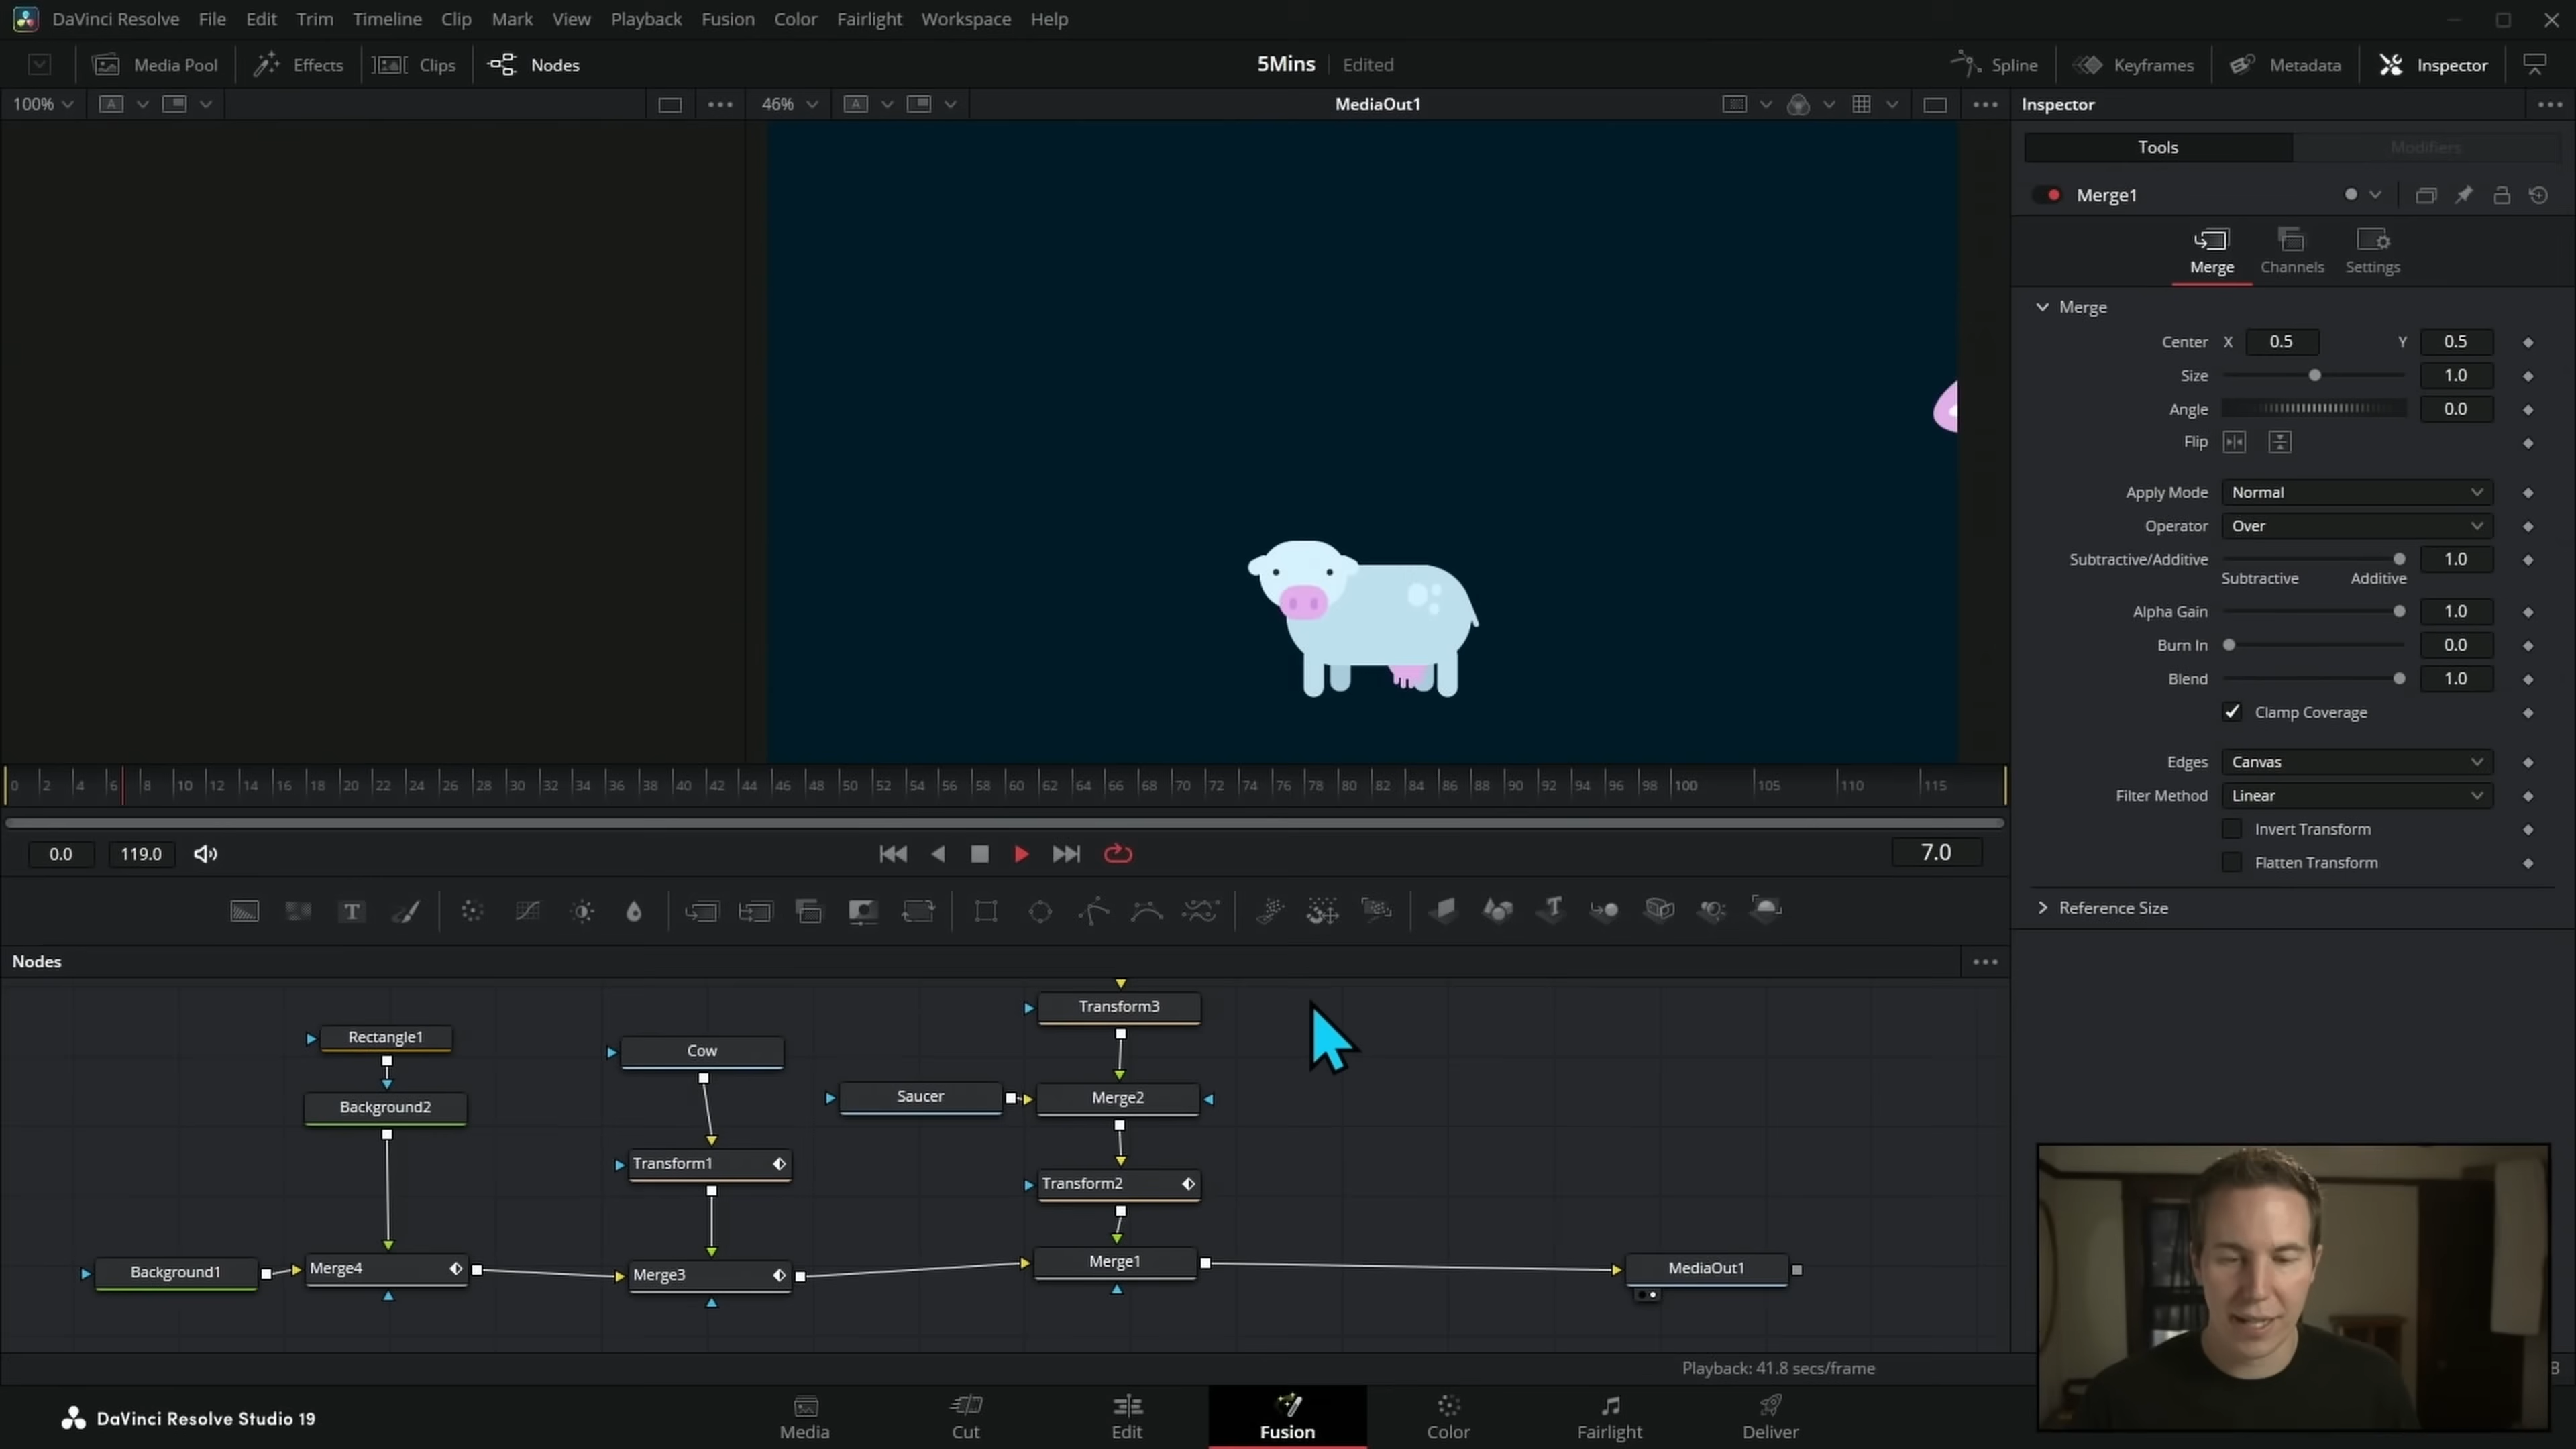 DaVinci Resolve File Edit Trim Timeline Clip Mark View Playback Fusion Color Fairlight Workspace Help
Media Pool Effects Clips Nodes 5Mins Edited Spline Keyframes Metadata Inspector
100% A 46% A MediaOut1 Inspector
Tools Modifiers
Merge1
Merge Channels Settings
Merge
Center X 0.5 Y 0.5
Size 1.0
Angle 0.0
Flip
Apply Mode Normal
Operator Over
Subtractive/Additive 1.0
Subtractive Additive
Alpha Gain 1.0
Burn In 0.0
Blend 1.0
Clamp Coverage
Edges Canvas
Filter Method Linear
Invert Transform
Flatten Transform
Reference Size
0 2 4 6 8 10 12 14 16 18 20 22 24 26 28 30 32 34 36 38 40 42 44 46 48 50 52 54 56 58 60 62 64 66 68 70 72 74 76 78 80 82 84 86 88 90 92 94 96 98 100 105 110 115
0.0 119.0 7.0
T T
Nodes
Transform3
Rectangle1
Cow
Saucer
Merge2
Background2
Transform1
Transform2
Background1
Merge4
Merge3
Merge1
MediaOut1
Playback: 41.8 secs/frame
B
DaVinci Resolve Studio 19
Media Cut Edit Fusion Color Fairlight Deliver